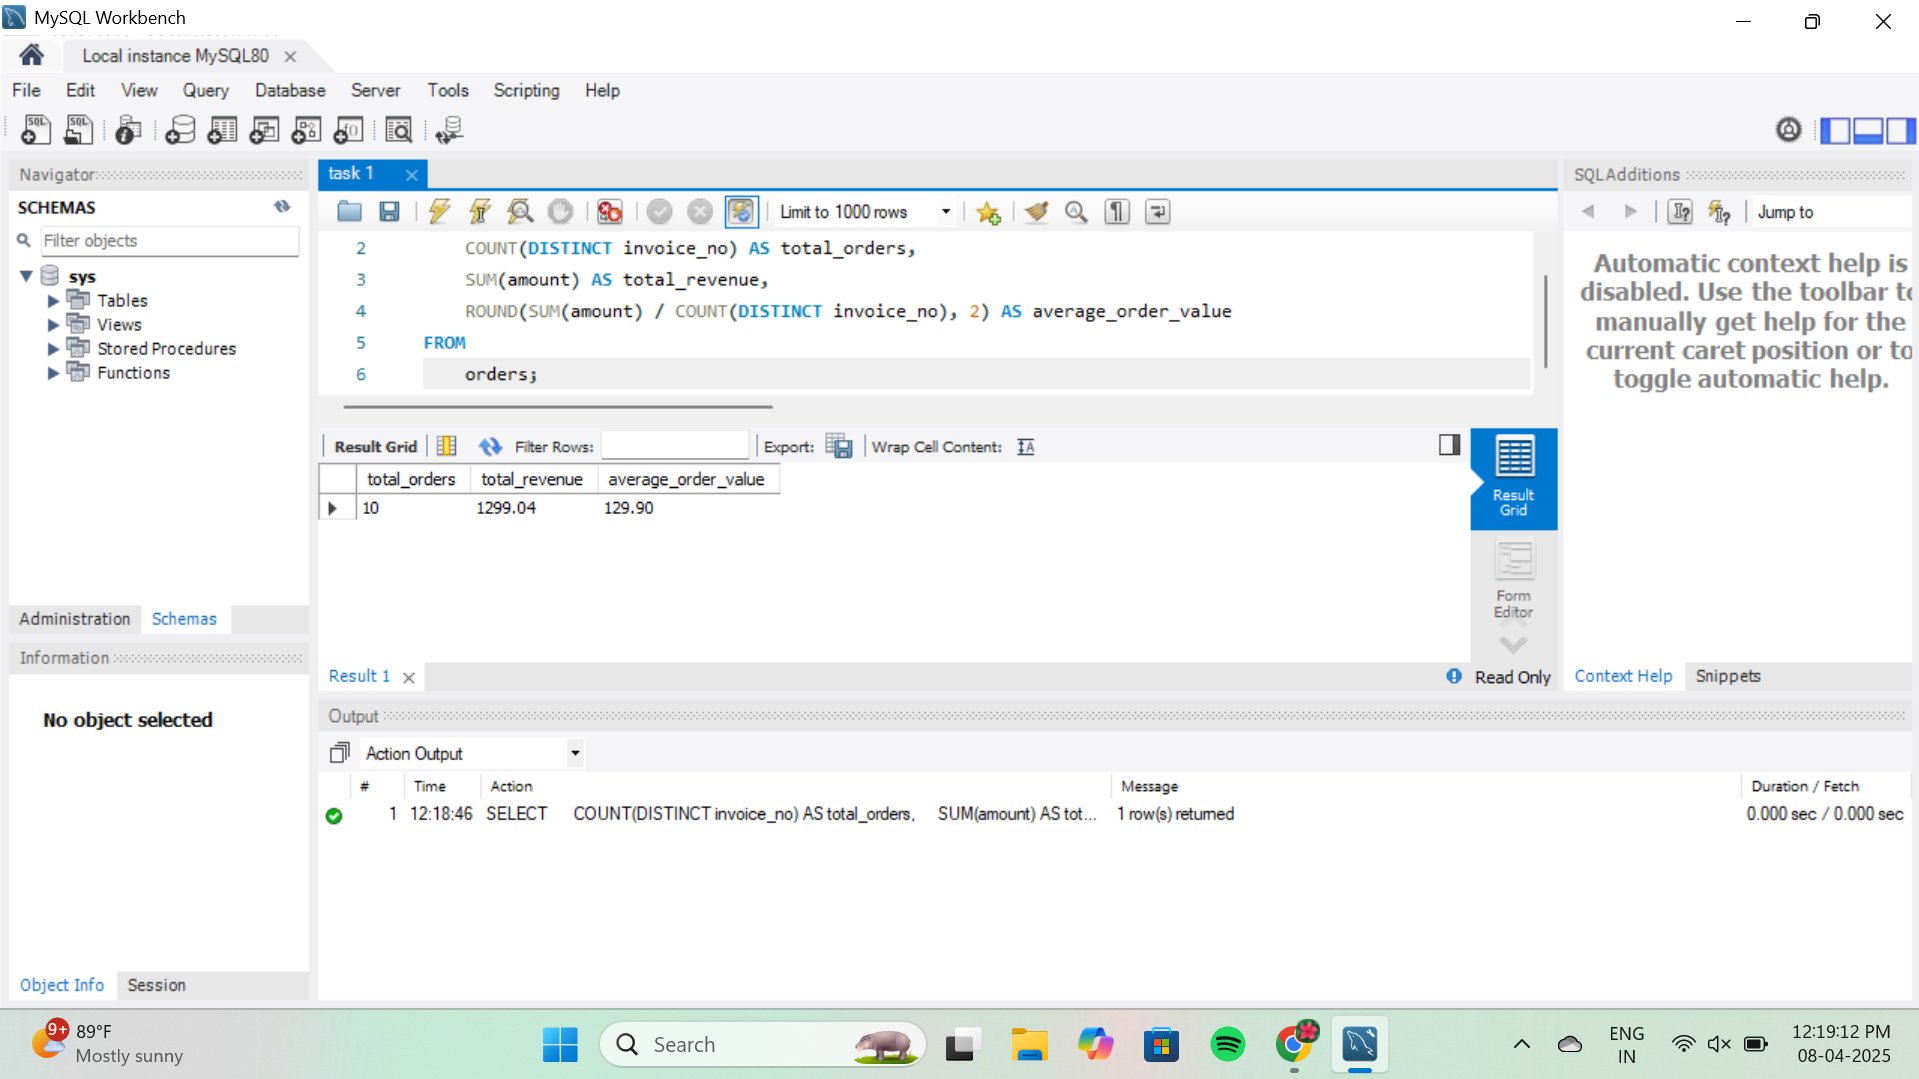 MySQL Workbench
Local instance MySQL80
File Edit View Query Database Server Tools Scripting Help
Navigator
SCHEMAS
Filter objects
sys
Tables
Views
Stored Procedures
Functions
Administration Schemas
Information
No object selected
Object Info Session
task 1
Limit to 1000 rows
2 COUNT(DISTINCT invoice_no) AS total_orders,
3 SUM(amount) AS total_revenue,
4 ROUND(SUM(amount) / COUNT(DISTINCT invoice_no), 2) AS average_order_value
5 FROM
6 orders;
Result Grid Filter Rows: Export: Wrap Cell Content:
total_orders total_revenue average_order_value
10 1299.04 129.90
Result
Grid
Form
Editor
Result 1 Read Only
SQLAdditions
Jump to
Automatic context help is
disabled. Use the toolbar to
manually get help for the
current caret position or to
toggle automatic help.
Context Help Snippets
Output
Action Output
# Time Action Message Duration / Fetch
1 12:18:46 SELECT COUNT(DISTINCT invoice_no) AS total_orders, SUM(amount) AS tot... 1 row(s) returned 0.000 sec / 0.000 sec
9+
89°F
Mostly sunny
Search
ENG
IN
12:19:12 PM
08-04-2025